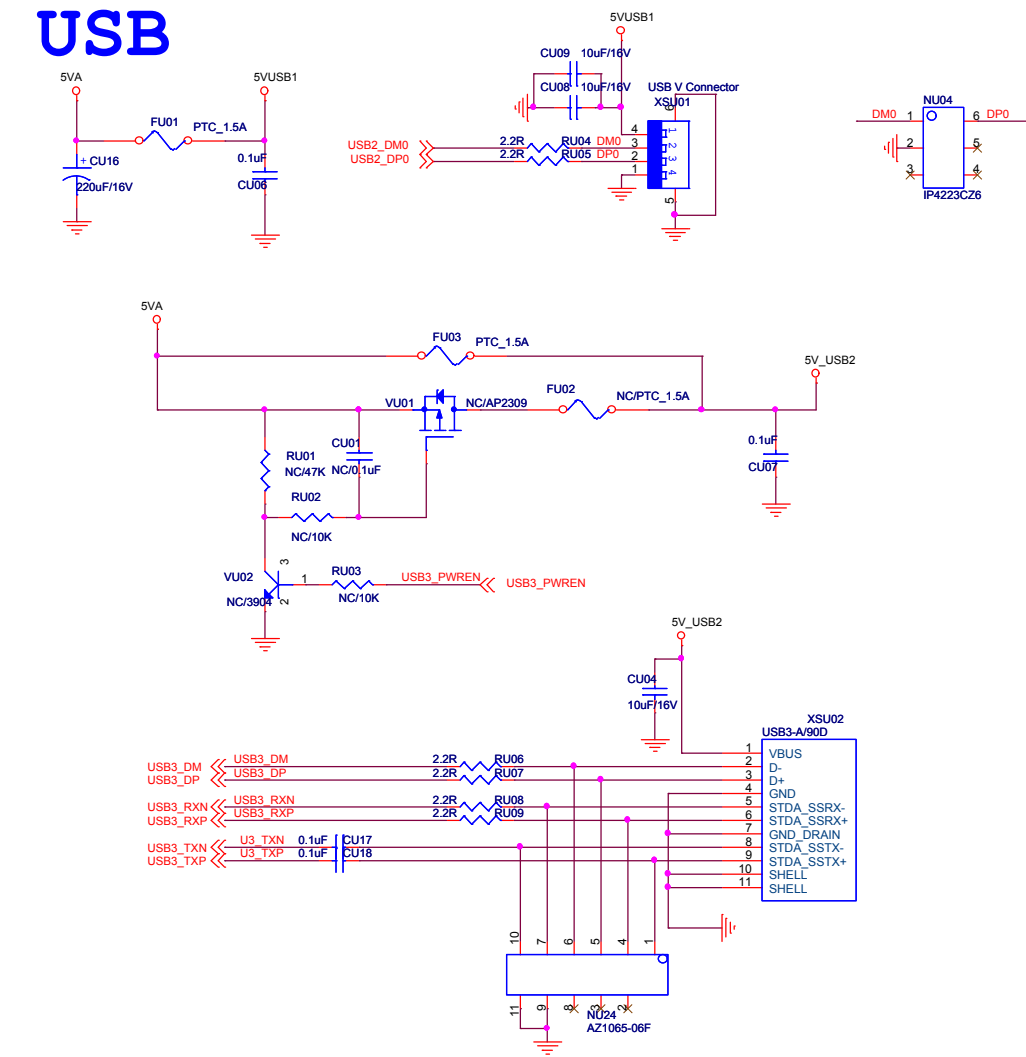 USB
5VA
5VUSB1
FU01
PTC_1.5A
+ CU16
220uF/16V
0.1uF
CU06
5VUSB1
CU09 10uF/16V
CU08 10uF/16V
USB V Connector
XSU01
6
USB2_DM0 2.2R RU04 DM0
USB2_DP0 2.2R RU05 DP0
4 1
3 2
2 3
1 4
5
NU04
DM0 1 6 DP0
2 5
3 4
IP4223CZ6
5VA
FU03
PTC_1.5A
5V_USB2
VU01
NC/AP2309
FU02
NC/PTC_1.5A
CU01
NC/0.1uF
RU01
NC/47K
RU02
NC/10K
0.1uF
CU07
VU02
NC/3904
3
1
2
RU03
NC/10K
USB3_PWREN
USB3_PWREN
5V_USB2
CU04
10uF/16V
XSU02
USB3-A/90D
USB3_DM USB3_DM 2.2R RU06
USB3_DP USB3_DP 2.2R RU07
USB3_RXN USB3_RXN 2.2R RU08
USB3_RXP USB3_RXP 2.2R RU09
USB3_TXN U3_TXN 0.1uF CU17
USB3_TXP U3_TXP 0.1uF CU18
1 VBUS
2 D-
3 D+
4 GND
5 STDA_SSRX-
6 STDA_SSRX+
7 GND_DRAIN
8 STDA_SSTX-
9 STDA_SSTX+
10 SHELL
11 SHELL
10 7 6 5 4 1
11 9 8 3 2
NU24
AZ1065-06F